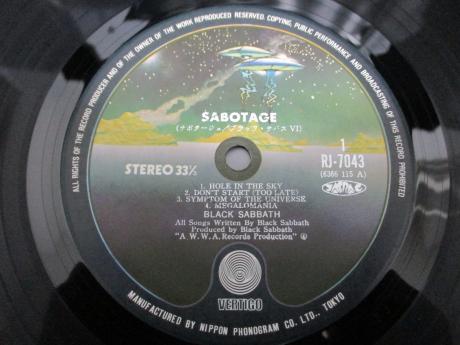 ALL RIGHTS OF THE RECORD PRODUCER AND OF THE OWNER OF THE WORK REPRODUCED RESERVED. COPYING, PUBLIC PERFORMANCE AND BROADCASTING OF THIS RECORD PROHIBITED
SABOTAGE
(サボタージュ/ブラック・サバス VI)
STEREO 33⅓
1
RJ-7043
(6366 115 A)
1. HOLE IN THE SKY
2. DON'T START (TOO LATE)
3. SYMPTOM OF THE UNIVERSE
4. MEGALOMANIA
BLACK SABBATH
All Songs Written By Black Sabbath
Produced by Black Sabbath
"A W.W.A. Records Production" Ⓟ
VERTIGO
MANUFACTURED BY NIPPON PHONOGRAM CO. LTD., TOKYO